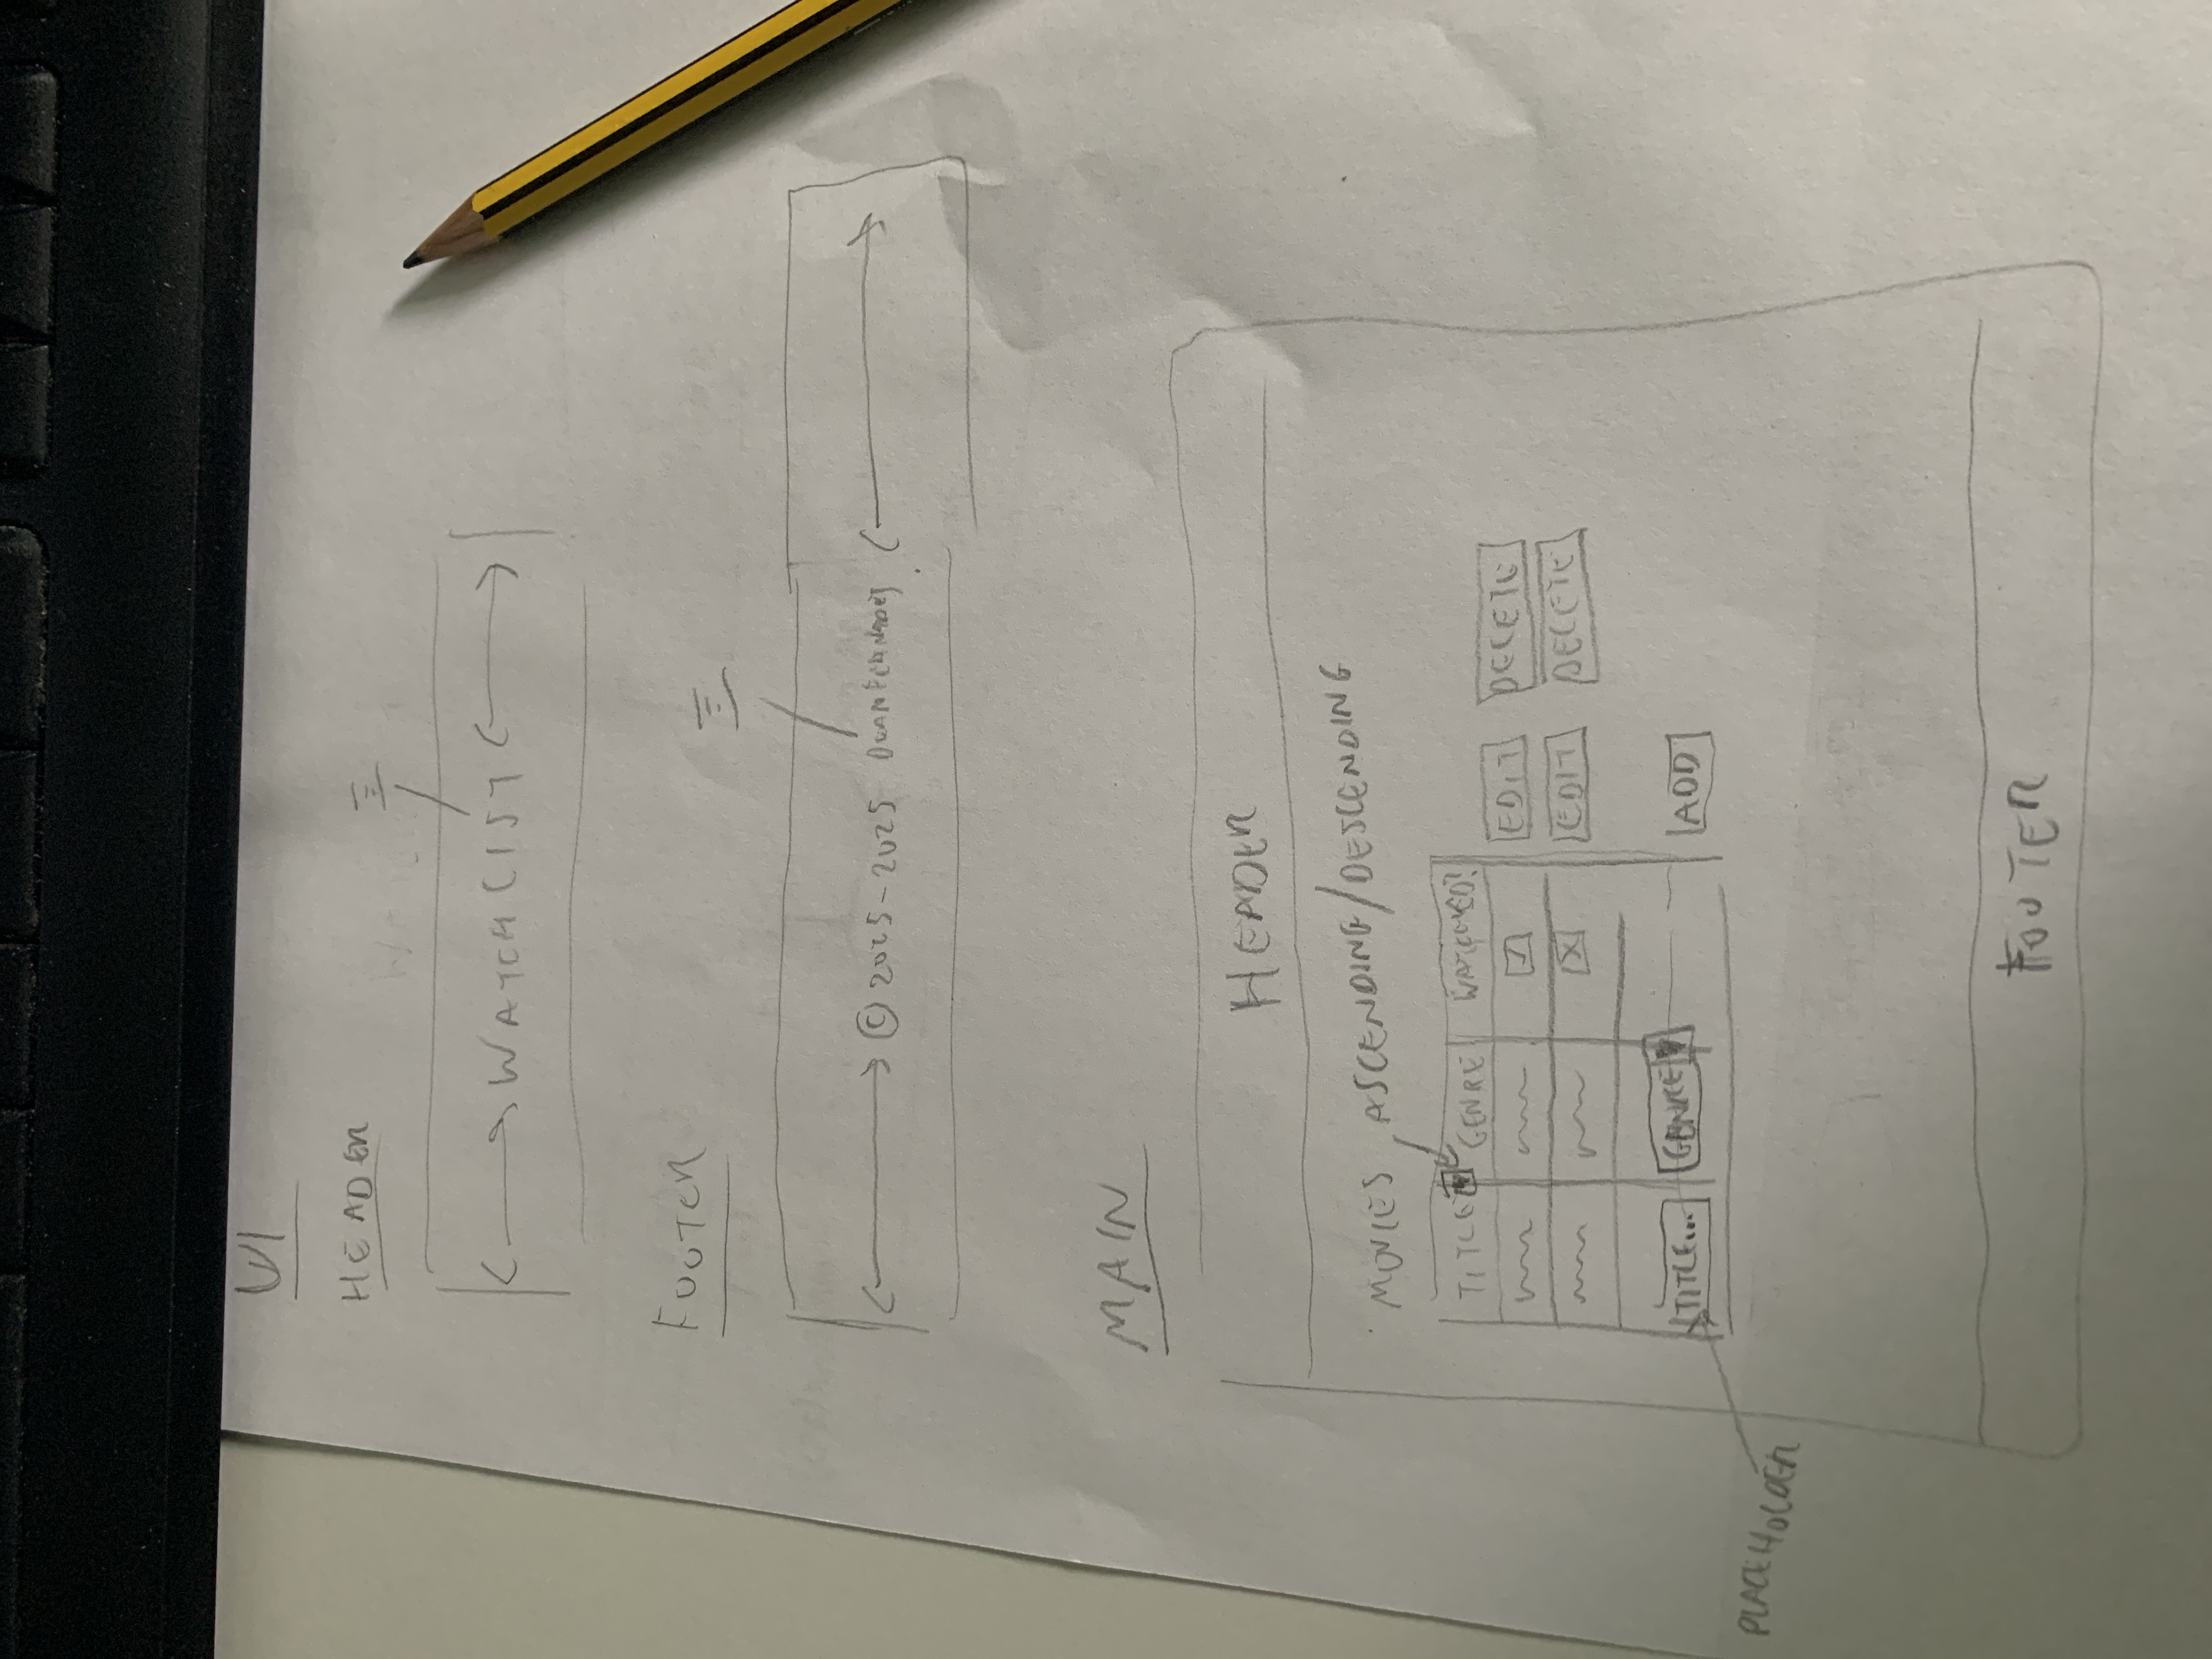 UI
HEADER
WATCHLIST
FOOTER
© 2025-2025
MAIN
HEADER
MOVIES ASCENDING/DESCENDING
TITLE GENRE WATCHED?
EDIT DELETE
EDIT DELETE
TITLE... GENRE ADD
PLACEHOLDER
FOOTER